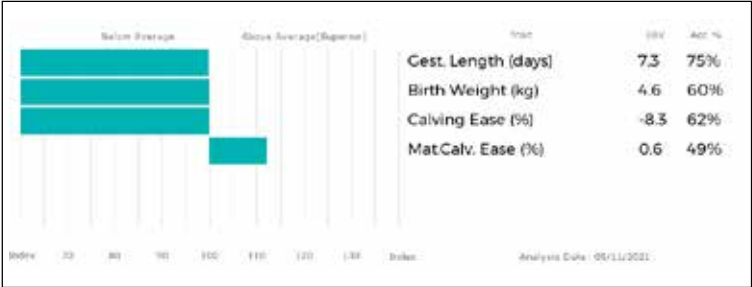 Below Average Above Average(Superior) Trait EBV Acc %
Gest. Length (days) 7.3 75%
Birth Weight (kg) 4.6 60%
Calving Ease (%) -8.3 62%
Mat.Calv. Ease (%) 0.6 49%
Index 70 80 90 100 110 120 130 Index Analysis Date : 05/11/2021